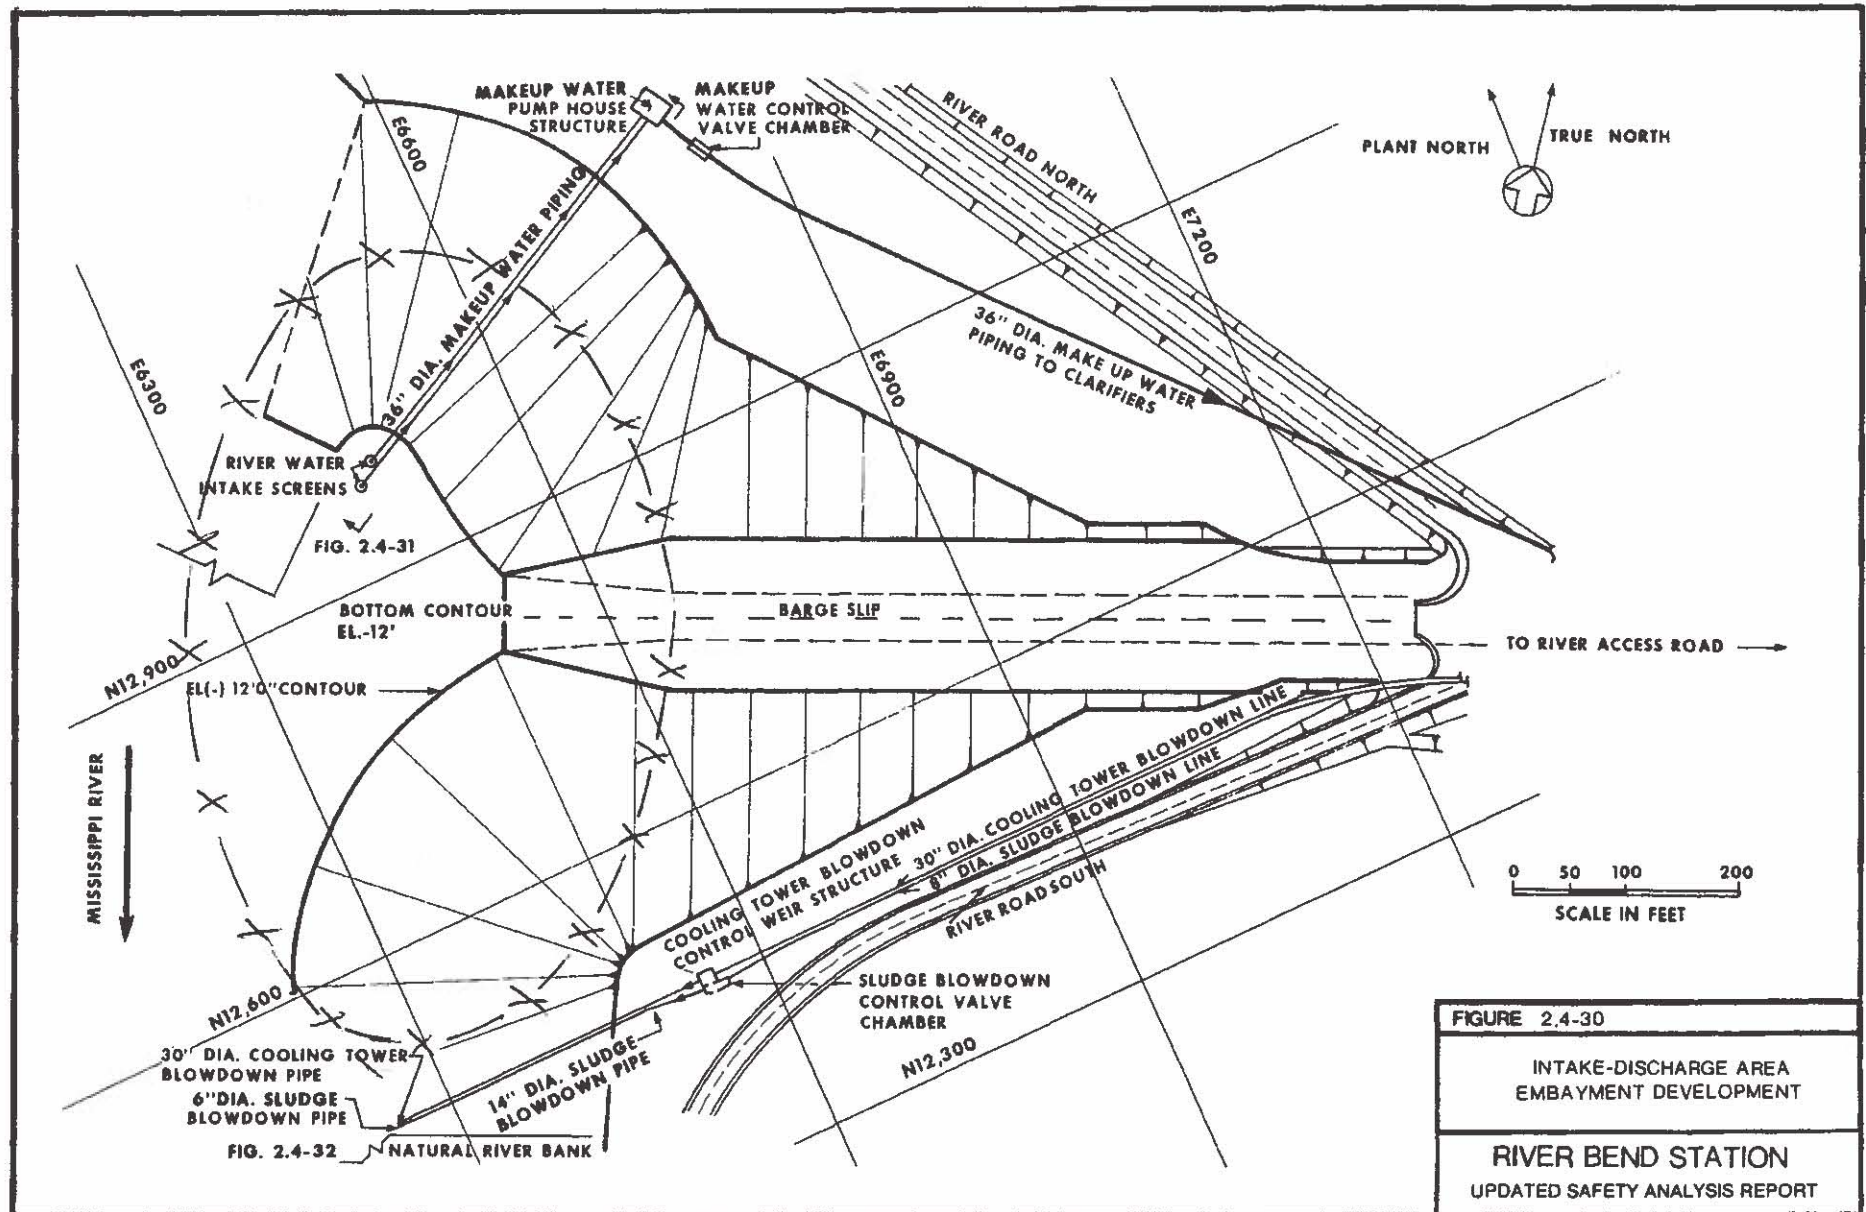 MAKEUP WATER
PUMP HOUSE
STRUCTURE
MAKEUP
WATER CONTROL
VALVE CHAMBER
RIVER ROAD NORTH
PLANT NORTH
TRUE NORTH
E6600
E7200
36" DIA. MAKEUP WATER PIPING
E6300
E6900
36" DIA. MAKE UP WATER
PIPING TO CLARIFIERS
RIVER WATER
INTAKE SCREENS
FIG. 2.4-31
BOTTOM CONTOUR
EL.-12'
BARGE SLIP
TO RIVER ACCESS ROAD
N12,900
EL(-) 12'0" CONTOUR
MISSISSIPPI RIVER
COOLING TOWER BLOWDOWN
CONTROL WEIR STRUCTURE
30" DIA. COOLING TOWER BLOWDOWN LINE
8" DIA. SLUDGE BLOWDOWN LINE
RIVER ROAD SOUTH
0 50 100 200
SCALE IN FEET
SLUDGE BLOWDOWN
CONTROL VALVE
CHAMBER
N12,600
N12,300
30" DIA. COOLING TOWER
BLOWDOWN PIPE
6"DIA. SLUDGE
BLOWDOWN PIPE
14" DIA. SLUDGE
BLOWDOWN PIPE
FIG. 2.4-32
NATURAL RIVER BANK
FIGURE 2.4-30
INTAKE-DISCHARGE AREA
EMBAYMENT DEVELOPMENT
RIVER BEND STATION
UPDATED SAFETY ANALYSIS REPORT